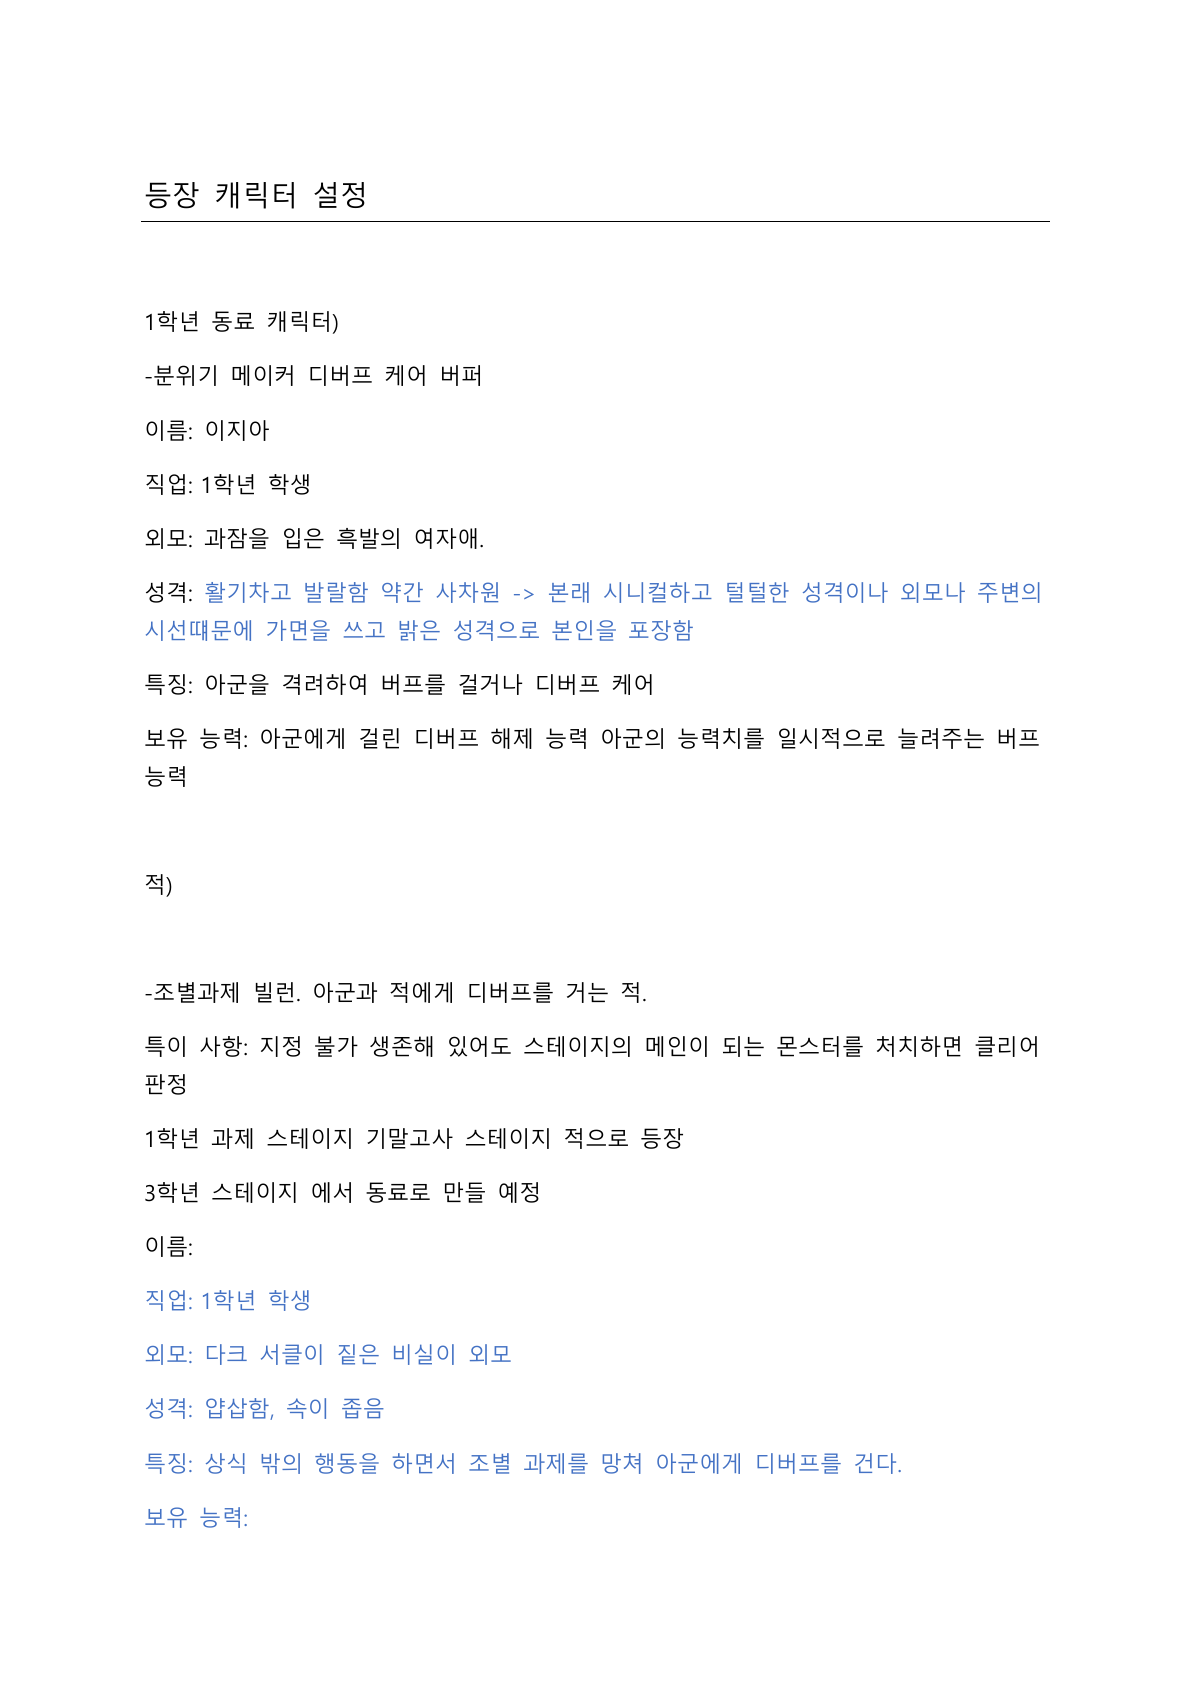 등장 캐릭터 설정
1학년 동료 캐릭터)
-분위기 메이커 디버프 케어 버퍼
이름: 이지아
직업: 1학년 학생
외모: 과잠을 입은 흑발의 여자애.
성격: 활기차고 발랄함 약간 사차원 -> 본래 시니컬하고 털털한 성격이나 외모나 주변의
시선떄문에 가면을 쓰고 밝은 성격으로 본인을 포장함
특징: 아군을 격려하여 버프를 걸거나 디버프 케어
보유 능력: 아군에게 걸린 디버프 해제 능력 아군의 능력치를 일시적으로 늘려주는 버프
능력
적)
-조별과제 빌런. 아군과 적에게 디버프를 거는 적.
특이 사항: 지정 불가 생존해 있어도 스테이지의 메인이 되는 몬스터를 처치하면 클리어
판정
1학년 과제 스테이지 기말고사 스테이지 적으로 등장
3학년 스테이지 에서 동료로 만들 예정
이름:
직업: 1학년 학생
외모: 다크 서클이 짙은 비실이 외모
성격: 얍삽함, 속이 좁음
특징: 상식 밖의 행동을 하면서 조별 과제를 망쳐 아군에게 디버프를 건다.
보유 능력: